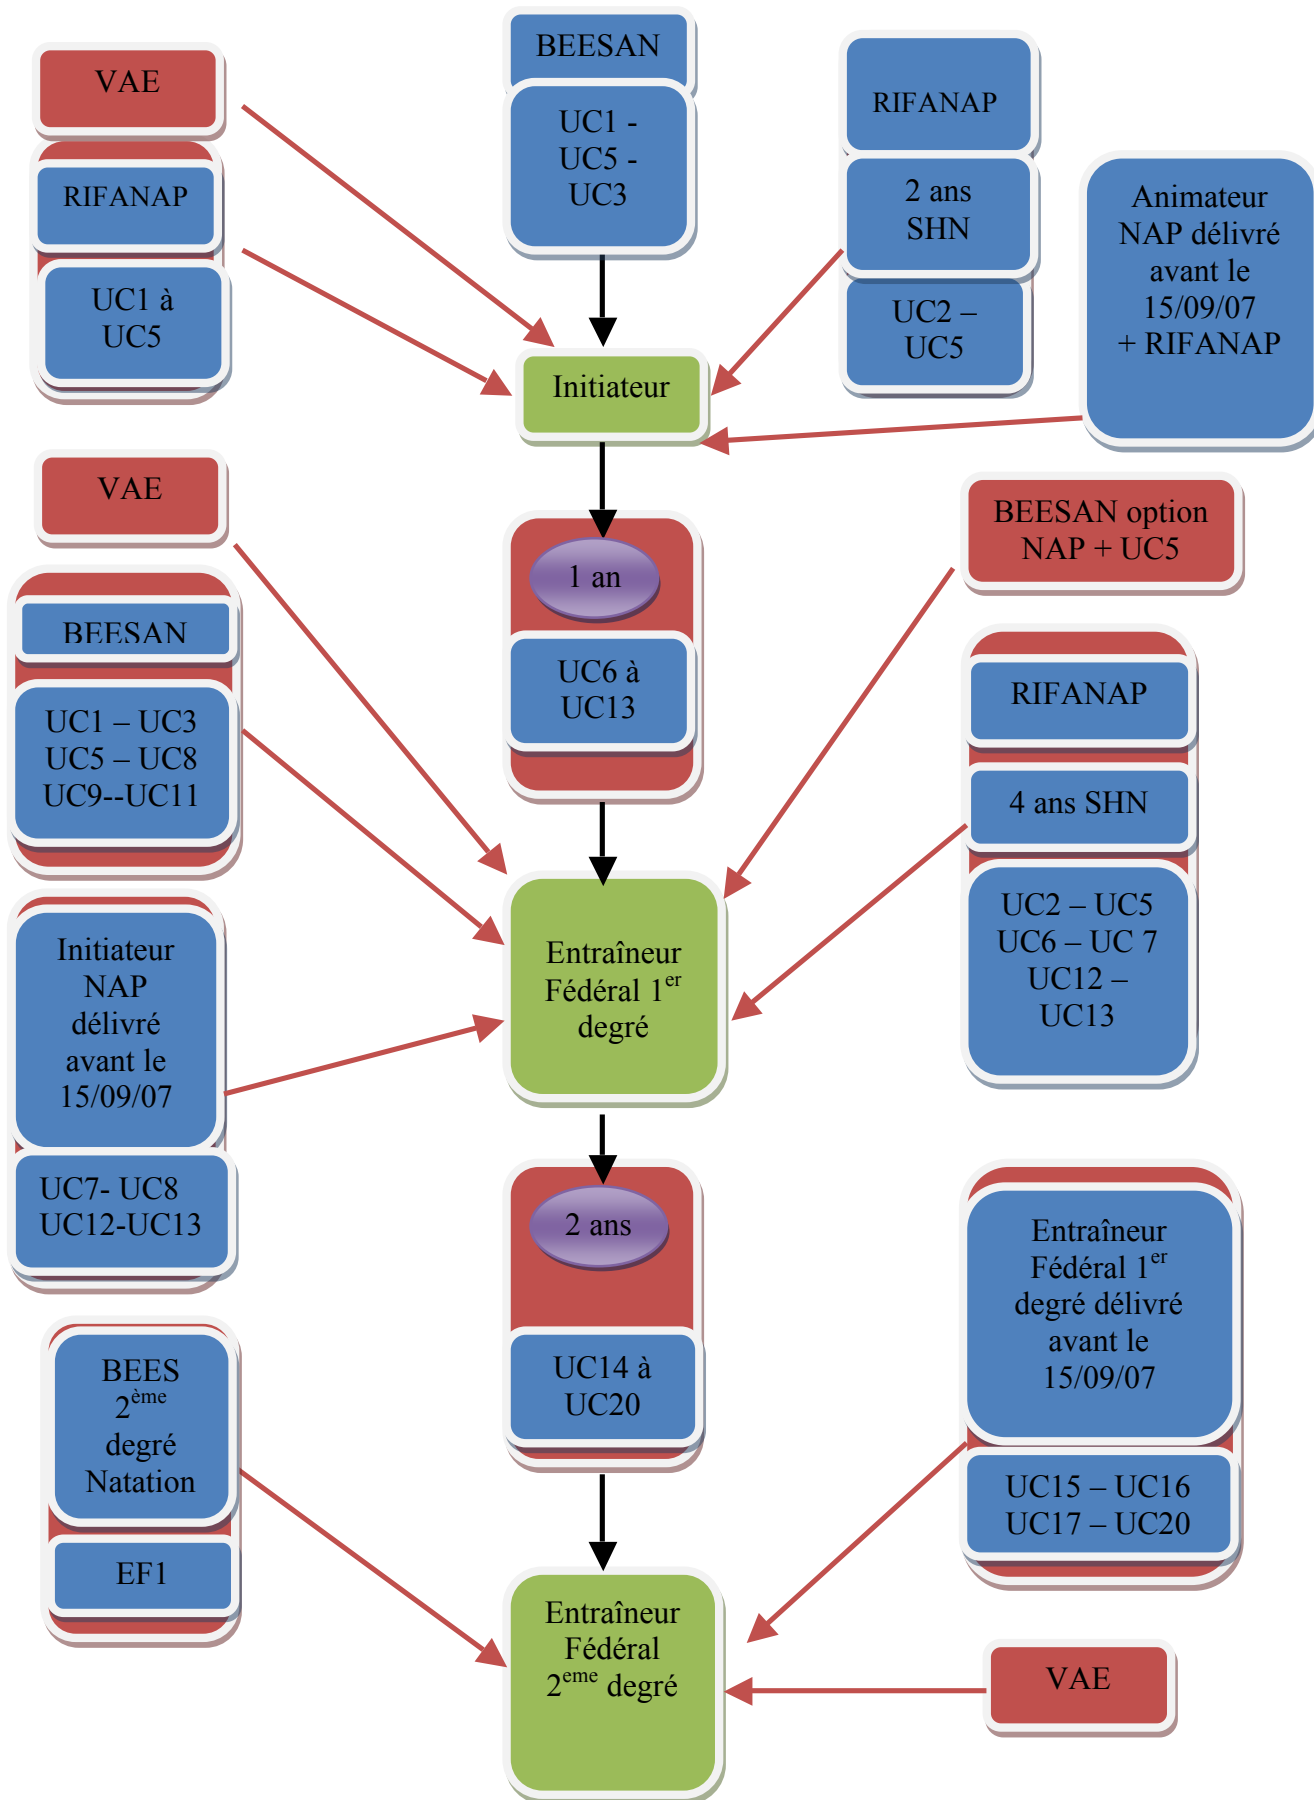 VAE
RIFANAP
UC1 à
UC5
BEESAN
UC1 -
UC5 -
UC3
RIFANAP
2 ans
SHN
UC2 –
UC5
Animateur
NAP délivré
avant le
15/09/07
+ RIFANAP
Initiateur
VAE
1 an
UC6 à
UC13
BEESAN option
NAP + UC5
BEESAN
UC1 – UC3
UC5 – UC8
UC9--UC11
RIFANAP
4 ans SHN
UC2 – UC5
UC6 – UC 7
UC12 –
UC13
Entraîneur
Fédéral 1er
degré
Initiateur
NAP
délivré
avant le
15/09/07
UC7- UC8
UC12-UC13
2 ans
UC14 à
UC20
Entraîneur
Fédéral 1er
degré délivré
avant le
15/09/07
UC15 – UC16
UC17 – UC20
BEES
2ème
degré
Natation
EF1
Entraîneur
Fédéral
2eme degré
VAE